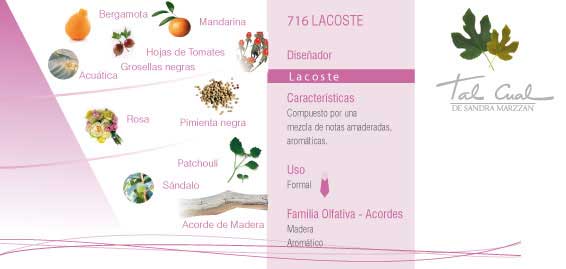 Bergamota
Mandarina
Hojas de Tomates
Grosellas negras
Acuática
Rosa
Pimienta negra
Patchoulí
Sándalo
Acorde de Madera
716 LACOSTE
Diseñador
Lacoste
Características
Compuesto por una
mezcla de notas amaderadas,
aromáticas.
Uso
Formal
Familia Olfativa - Acordes
Madera
Aromático
Tal Cual
DE SANDRA MARZZAN